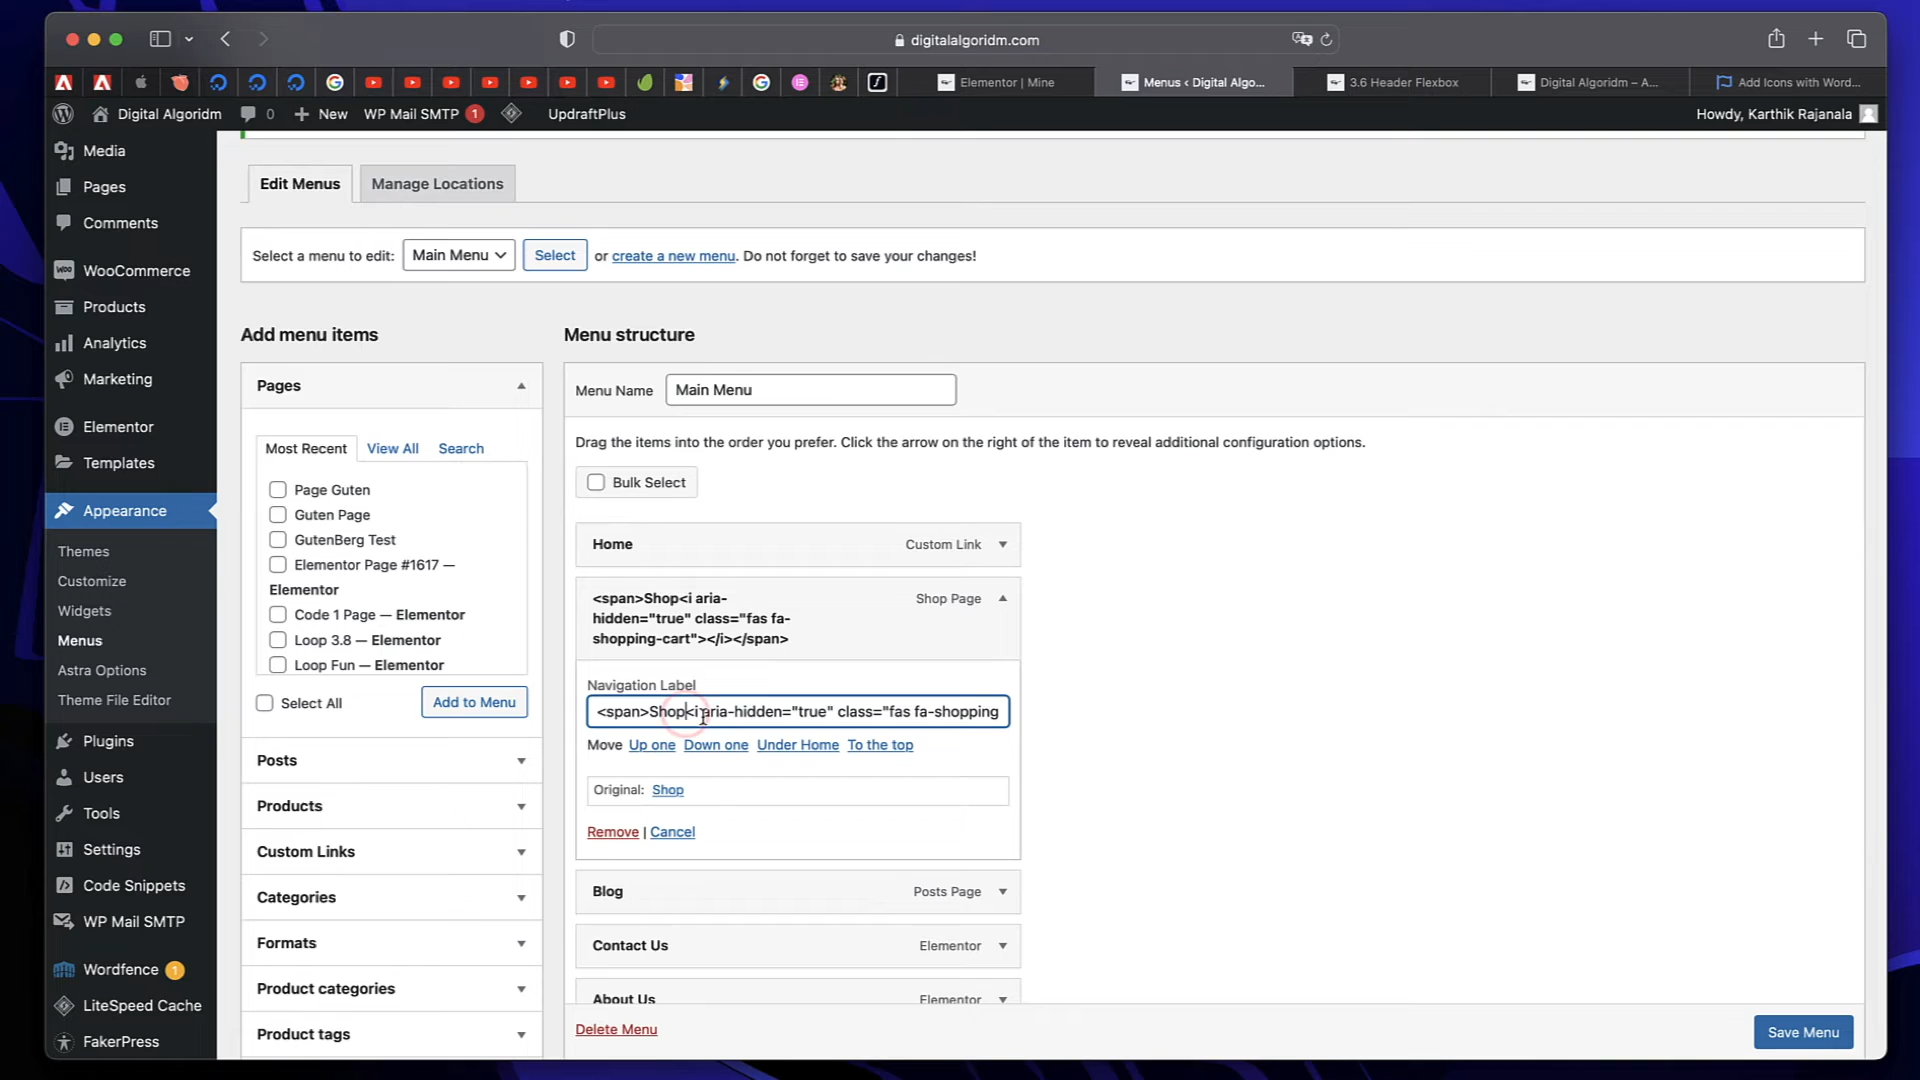 digitalalgoridm.com
Elementor | Mine
Menus < Digital Algo...
3.6 Header Flexbox
Digital Algoridm – A...
Add Icons with Word...
Digital Algoridm
0
New
WP Mail SMTP 1
UpdraftPlus
Howdy, Karthik Rajanala
Media
Pages
Comments
WooCommerce
Products
Analytics
Marketing
Elementor
Templates
Appearance
Themes
Customize
Widgets
Menus
Astra Options
Theme File Editor
Plugins
Users
Tools
Settings
Code Snippets
WP Mail SMTP
Wordfence 1
LiteSpeed Cache
FakerPress
Edit Menus
Manage Locations
Select a menu to edit: Main Menu Select or create a new menu. Do not forget to save your changes!
Add menu items
Pages
Most Recent View All Search
Page Guten
Guten Page
GutenBerg Test
Elementor Page #1617 —
Elementor
Code 1 Page — Elementor
Loop 3.8 — Elementor
Loop Fun — Elementor
Select All
Add to Menu
Posts
Products
Custom Links
Categories
Formats
Product categories
Product tags
Menu structure
Menu Name Main Menu
Drag the items into the order you prefer. Click the arrow on the right of the item to reveal additional configuration options.
Bulk Select
Home Custom Link
<span>Shop<i aria- Shop Page
hidden="true" class="fas fa-
shopping-cart"></i></span>
Navigation Label
<span>Shop<i aria-hidden="true" class="fas fa-shopping
Move Up one Down one Under Home To the top
Original: Shop
Remove | Cancel
Blog Posts Page
Contact Us Elementor
About Us Elementor
Delete Menu
Save Menu